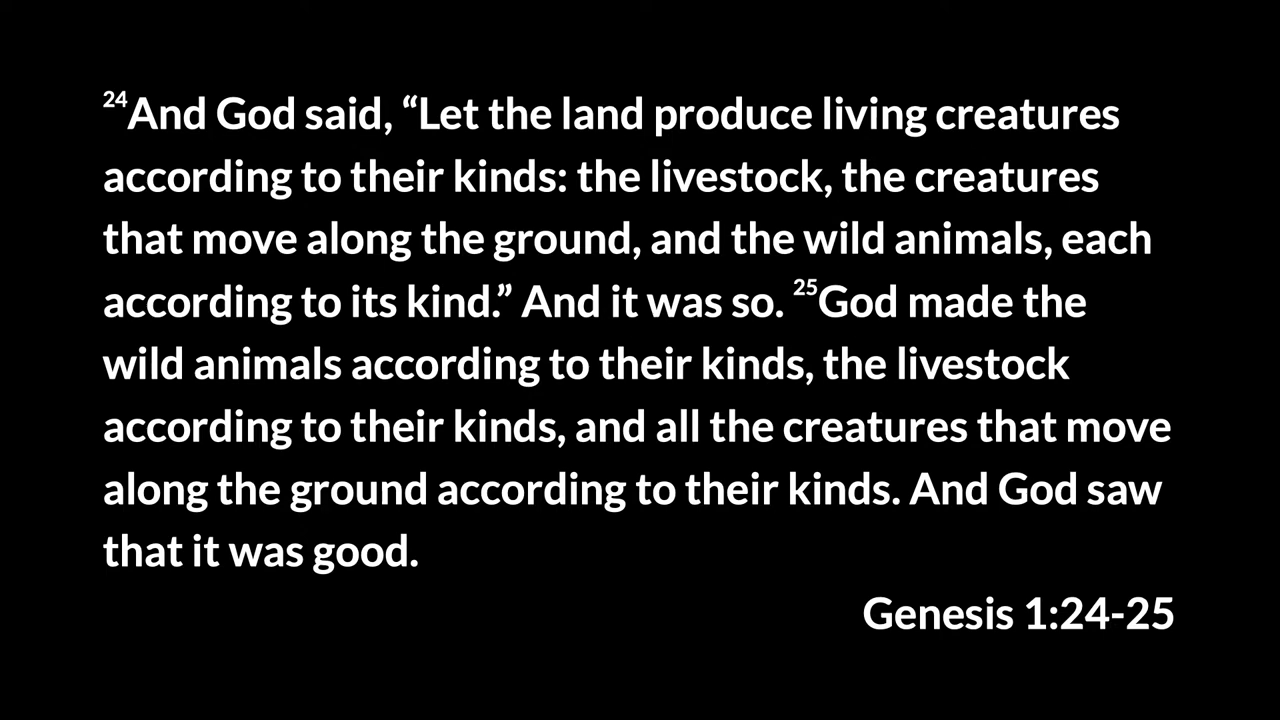 24And God said, “Let the land produce living creatures
according to their kinds: the livestock, the creatures
that move along the ground, and the wild animals, each
according to its kind.” And it was so. 25God made the
wild animals according to their kinds, the livestock
according to their kinds, and all the creatures that move
along the ground according to their kinds. And God saw
that it was good.
Genesis 1:24-25